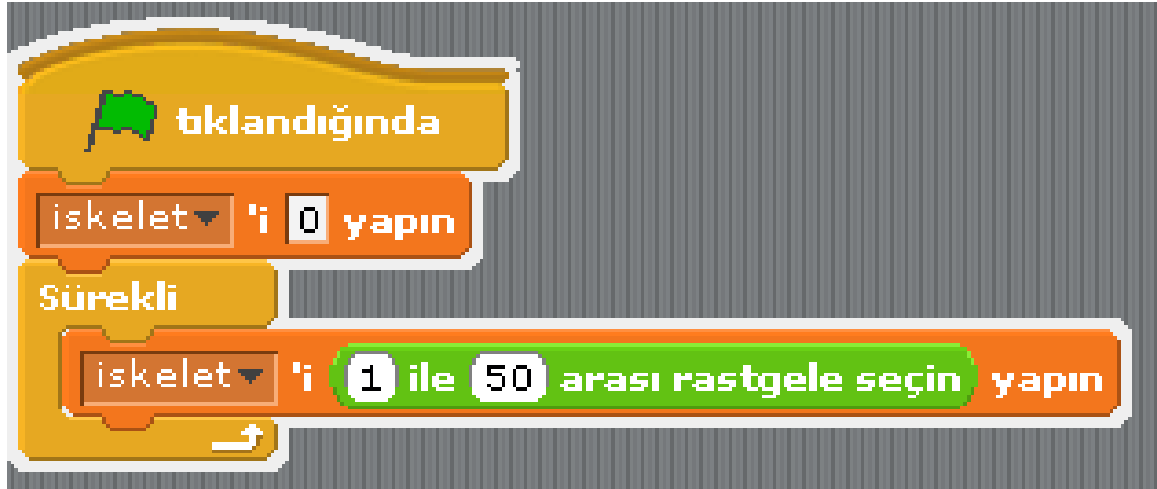 tıklandığında
iskelet 'i 0 yapın
Sürekli
iskelet 'i 1 ile 50 arası rastgele seçin yapın